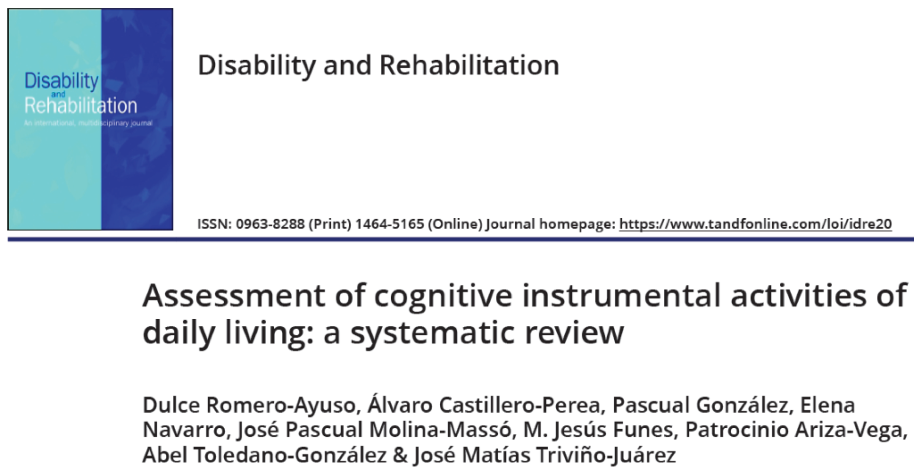 Disability
and
Rehabilitation
An international, multidisciplinary journal
Disability and Rehabilitation
ISSN: 0963-8288 (Print) 1464-5165 (Online) Journal homepage: https://www.tandfonline.com/loi/idre20
Assessment of cognitive instrumental activities of
daily living: a systematic review
Dulce Romero-Ayuso, Álvaro Castillero-Perea, Pascual González, Elena
Navarro, José Pascual Molina-Massó, M. Jesús Funes, Patrocinio Ariza-Vega,
Abel Toledano-González & José Matías Triviño-Juárez